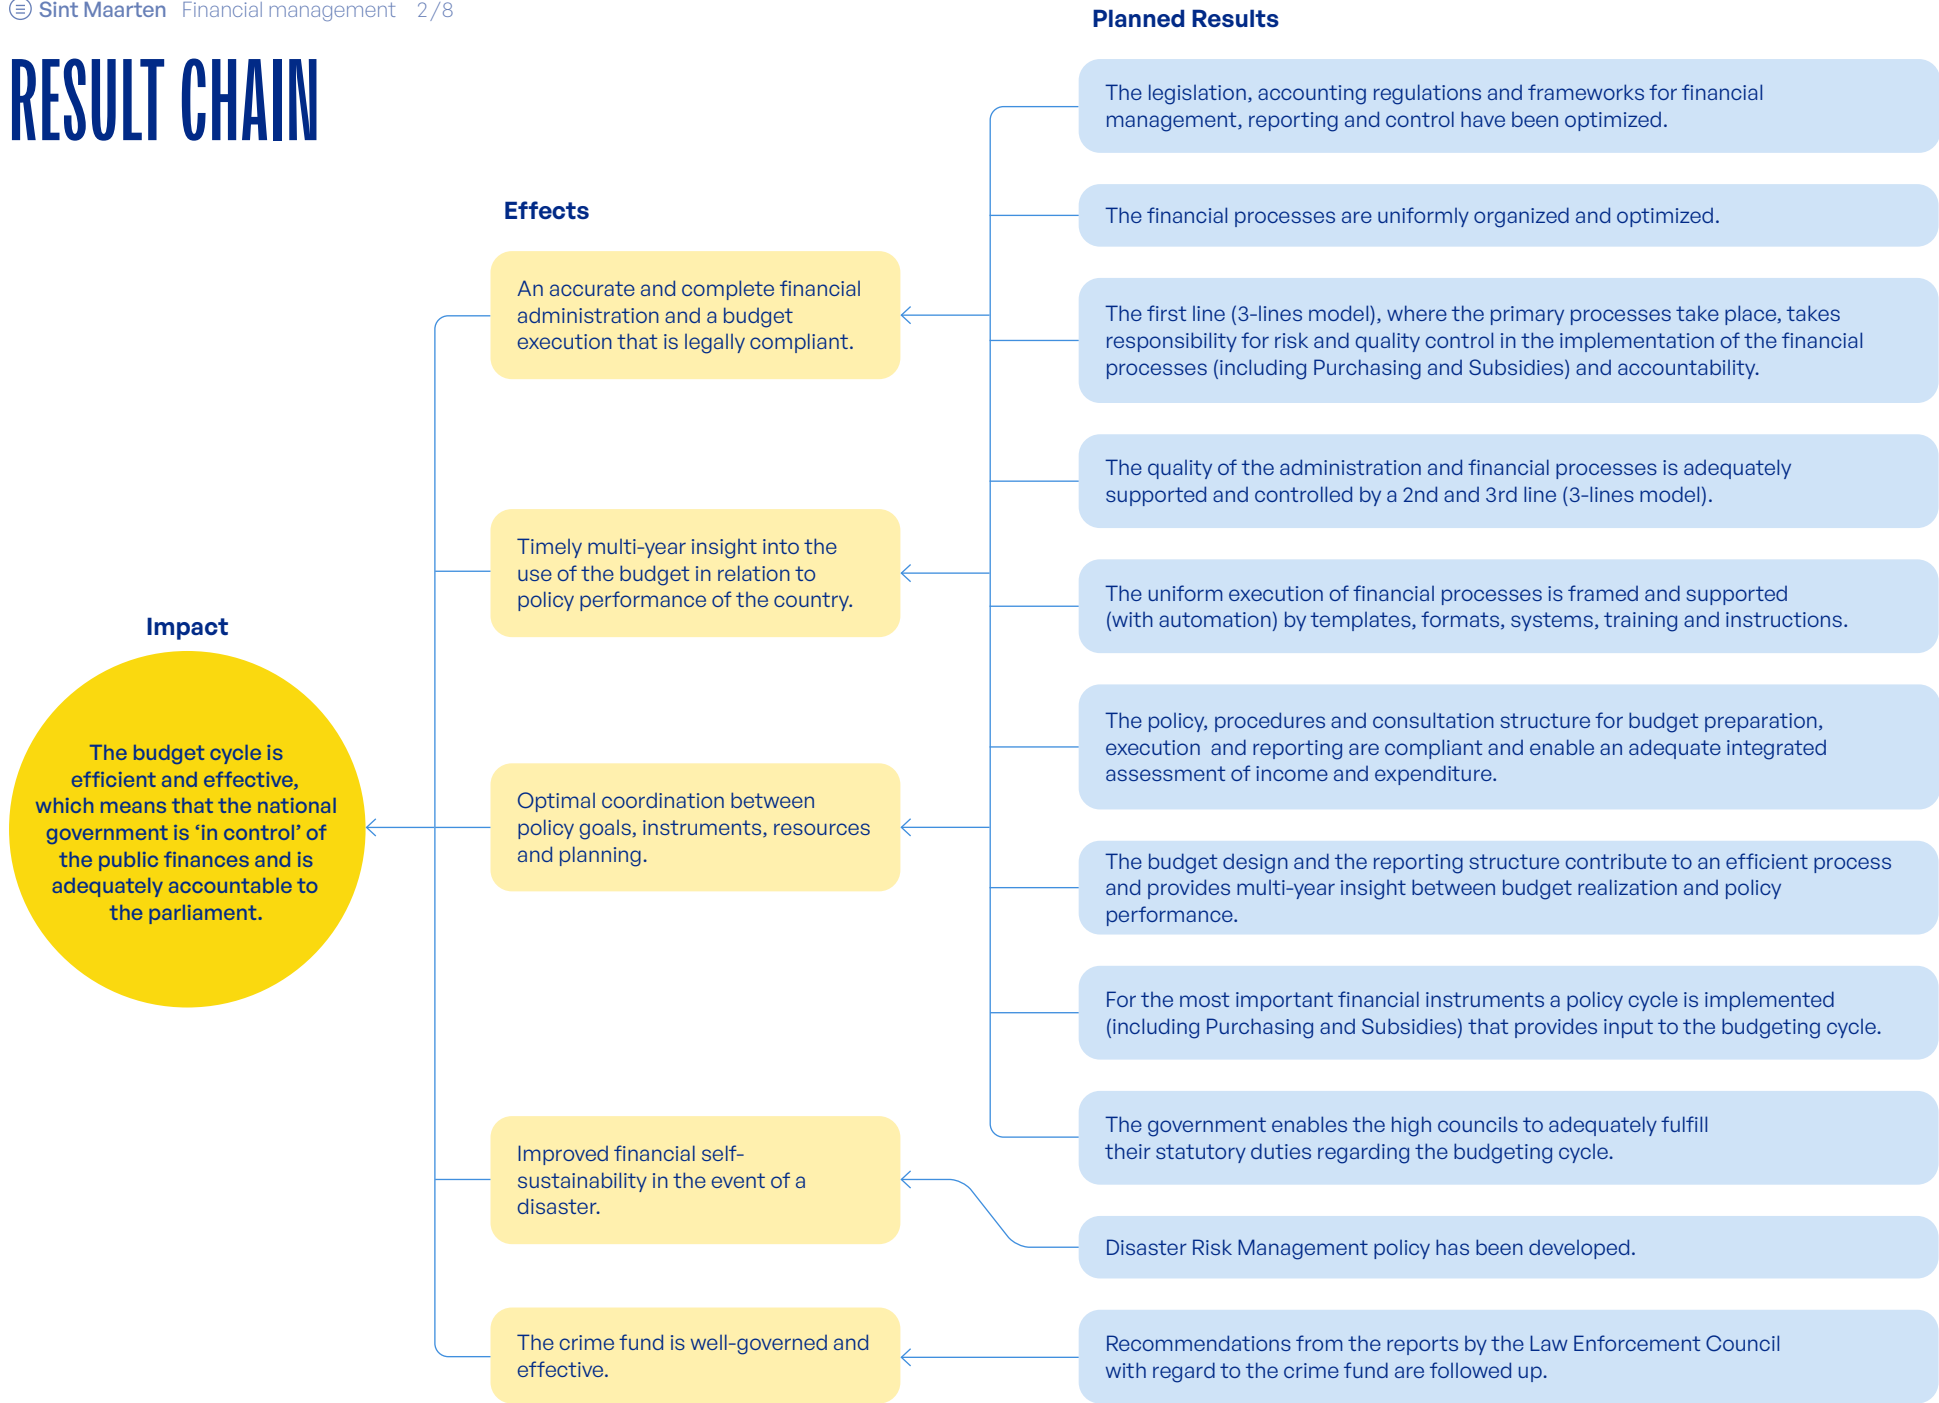 Sint Maarten Financial management 2/8
RESULT CHAIN
Planned Results
The legislation, accounting regulations and frameworks for financial
management, reporting and control have been optimized.
The financial processes are uniformly organized and optimized.
The first line (3-lines model), where the primary processes take place, takes
responsibility for risk and quality control in the implementation of the financial
processes (including Purchasing and Subsidies) and accountability.
The quality of the administration and financial processes is adequately
supported and controlled by a 2nd and 3rd line (3-lines model).
The uniform execution of financial processes is framed and supported
(with automation) by templates, formats, systems, training and instructions.
The policy, procedures and consultation structure for budget preparation,
execution and reporting are compliant and enable an adequate integrated
assessment of income and expenditure.
The budget design and the reporting structure contribute to an efficient process
and provides multi-year insight between budget realization and policy
performance.
For the most important financial instruments a policy cycle is implemented
(including Purchasing and Subsidies) that provides input to the budgeting cycle.
The government enables the high councils to adequately fulfill
their statutory duties regarding the budgeting cycle.
Disaster Risk Management policy has been developed.
Recommendations from the reports by the Law Enforcement Council
with regard to the crime fund are followed up.
Effects
An accurate and complete financial
administration and a budget
execution that is legally compliant.
Timely multi-year insight into the
use of the budget in relation to
policy performance of the country.
Optimal coordination between
policy goals, instruments, resources
and planning.
Improved financial self-
sustainability in the event of a
disaster.
The crime fund is well-governed and
effective.
Impact
The budget cycle is
efficient and effective,
which means that the national
government is ‘in control’ of
the public finances and is
adequately accountable to
the parliament.